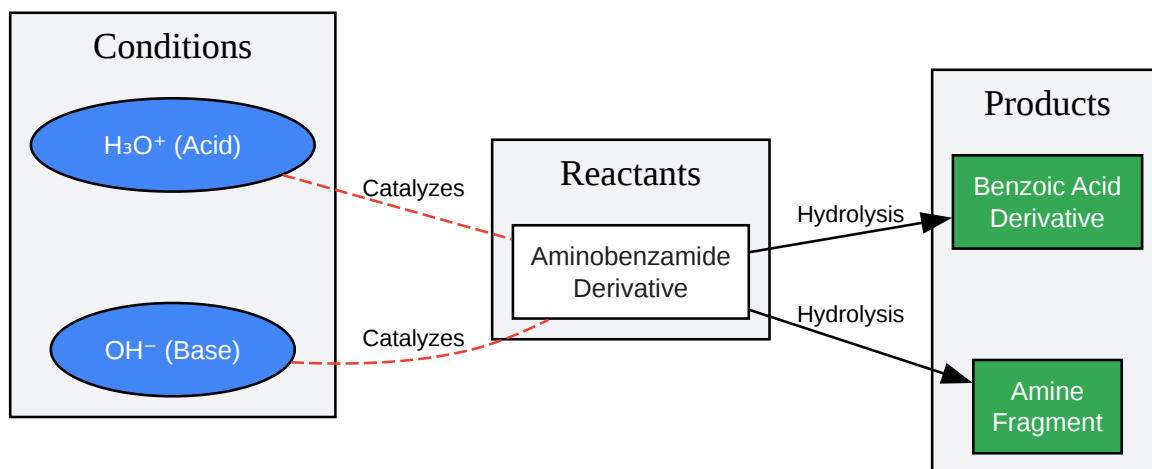 Conditions
H₃O⁺ (Acid)
OH⁻ (Base)
Catalyzes
Catalyzes
Reactants
Aminobenzamide
Derivative
Hydrolysis
Hydrolysis
Products
Benzoic Acid
Derivative
Amine
Fragment